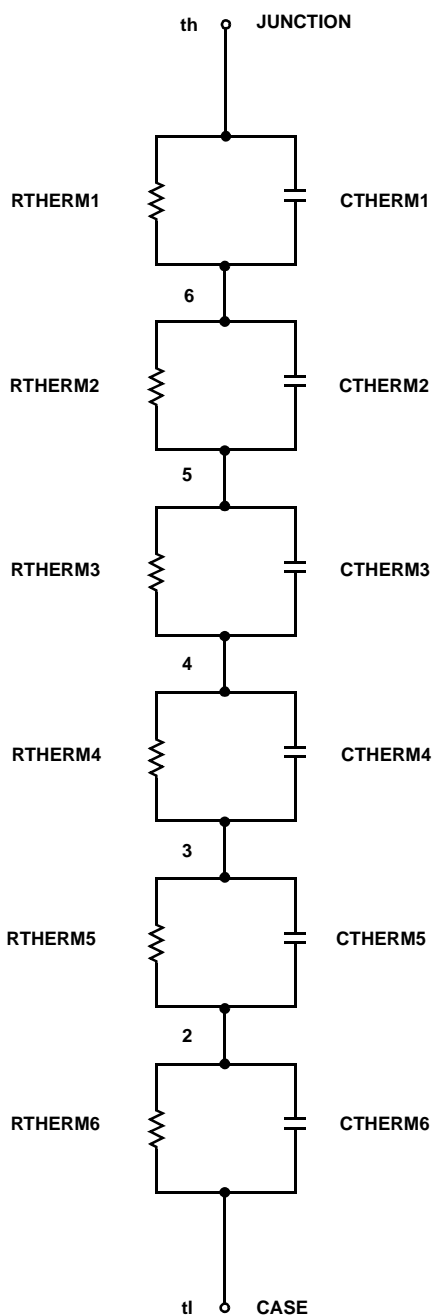 th JUNCTION
RTHERM1 CTHERM1
6
RTHERM2 CTHERM2
5
RTHERM3 CTHERM3
4
RTHERM4 CTHERM4
3
RTHERM5 CTHERM5
2
RTHERM6 CTHERM6
tl CASE